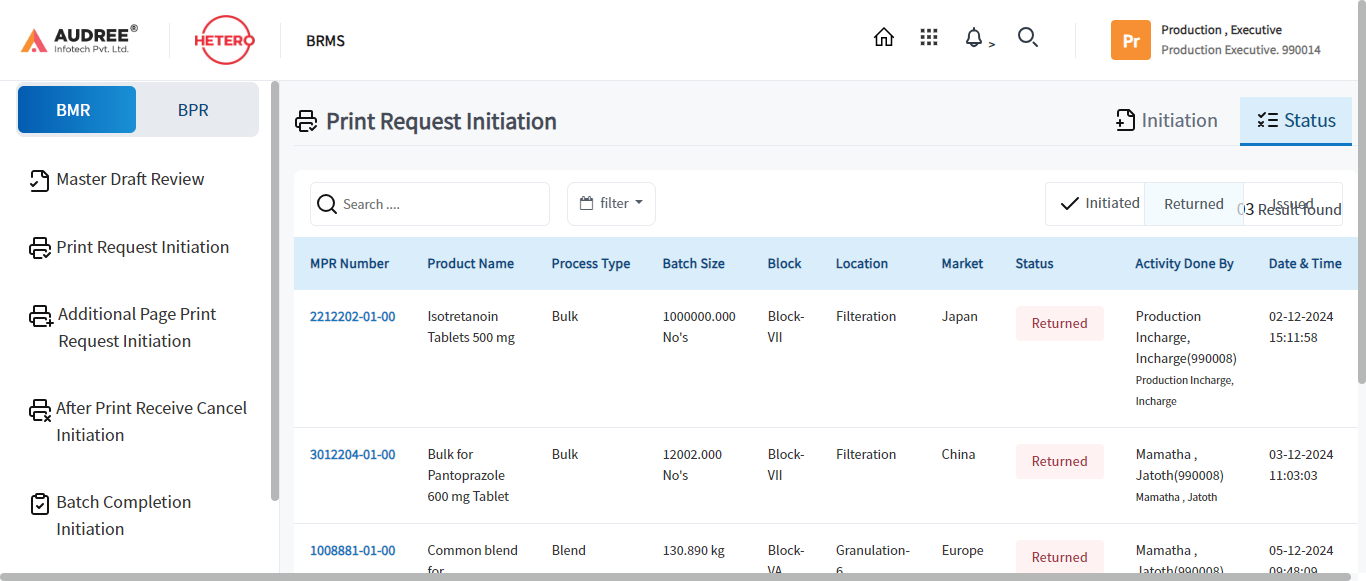 AUDREE®
Infotech Pvt. Ltd.
HETERO
BRMS
>
Pr
Production , Executive
Production Executive. 990014
BMR
BPR
Master Draft Review
Print Request Initiation
Additional Page Print
Request Initiation
After Print Receive Cancel
Initiation
Batch Completion
Initiation
Print Request Initiation
Initiation
Status
Search ....
filter
Initiated
Returned
Issued
03 Result found
MPR Number Product Name Process Type Batch Size Block Location Market Status Activity Done By Date & Time
2212202-01-00 Isotretanoin Bulk 1000000.000 Block- Filteration Japan Returned Production 02-12-2024
Tablets 500 mg No's VII Incharge, 15:11:58
Incharge(990008)
Production Incharge,
Incharge
3012204-01-00 Bulk for Bulk 12002.000 Block- Filteration China Returned Mamatha , 03-12-2024
Pantoprazole No's VII Jatoth(990008) 11:03:03
600 mg Tablet Mamatha , Jatoth
1008881-01-00 Common blend Blend 130.890 kg Block- Granulation- Europe Returned Mamatha , 05-12-2024
for VA 6 Jatoth(990008) 09:48:09